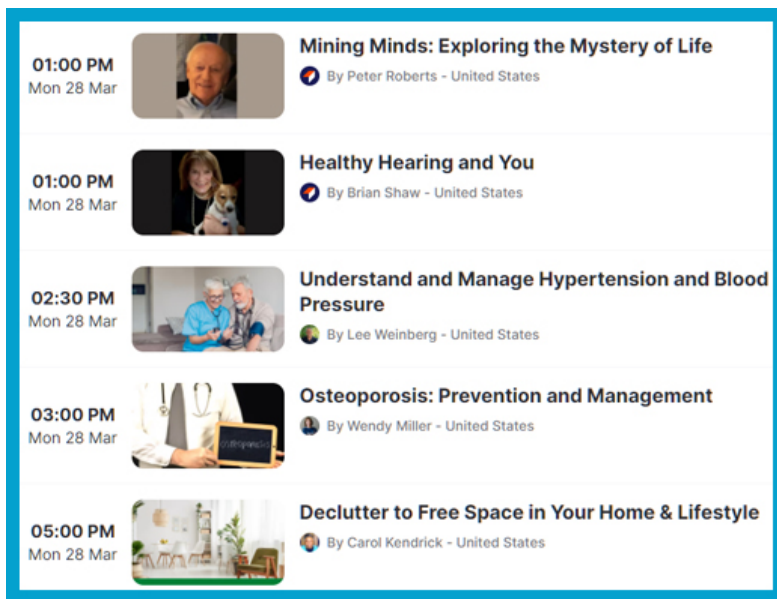 01:00 PM
Mon 28 Mar
Mining Minds: Exploring the Mystery of Life
By Peter Roberts - United States
01:00 PM
Mon 28 Mar
Healthy Hearing and You
By Brian Shaw - United States
02:30 PM
Mon 28 Mar
Understand and Manage Hypertension and Blood
Pressure
By Lee Weinberg - United States
03:00 PM
Mon 28 Mar
osteoporosis
Osteoporosis: Prevention and Management
By Wendy Miller - United States
05:00 PM
Mon 28 Mar
Declutter to Free Space in Your Home & Lifestyle
By Carol Kendrick - United States